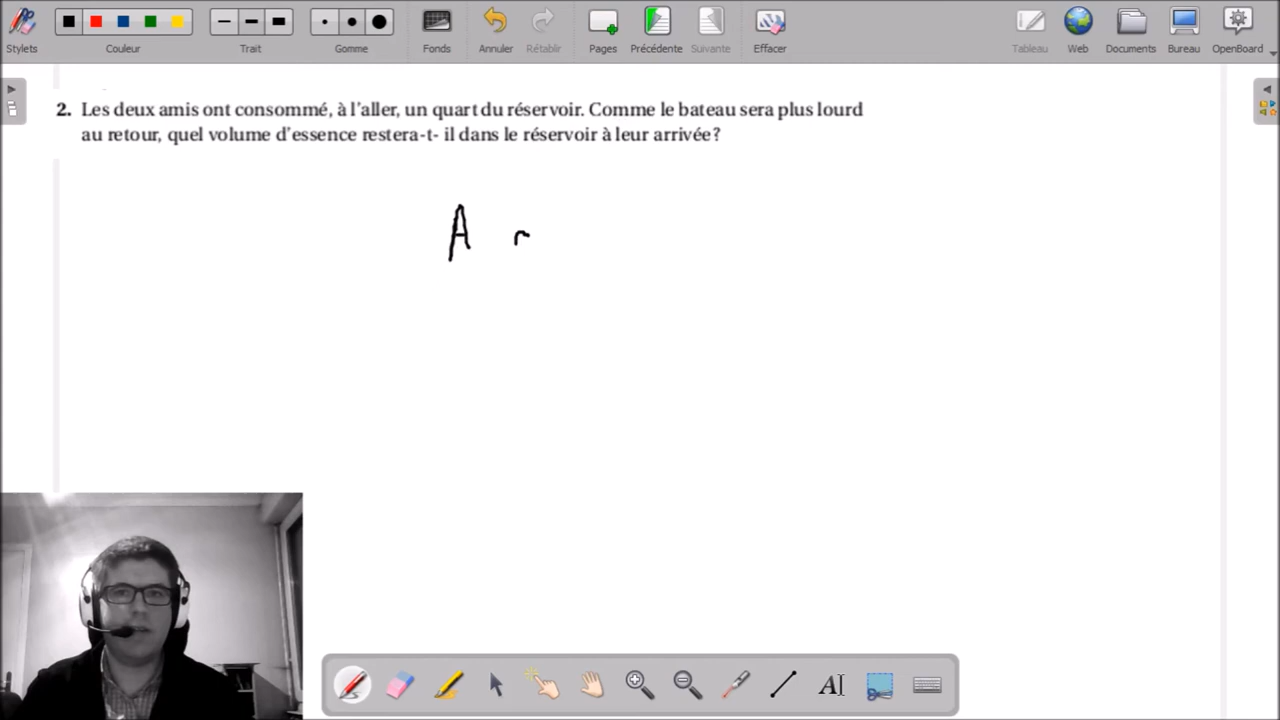 Stylets
Couleur
Trait
Gomme
Fonds
Annuler
Rétablir
Pages
Précédente
Suivante
Effacer
Tableau
Web
Documents
Bureau
OpenBoard
2. Les deux amis ont consommé, à l'aller, un quart du réservoir. Comme le bateau sera plus lourd
au retour, quel volume d'essence restera-t- il dans le réservoir à leur arrivée ?
A r
AI